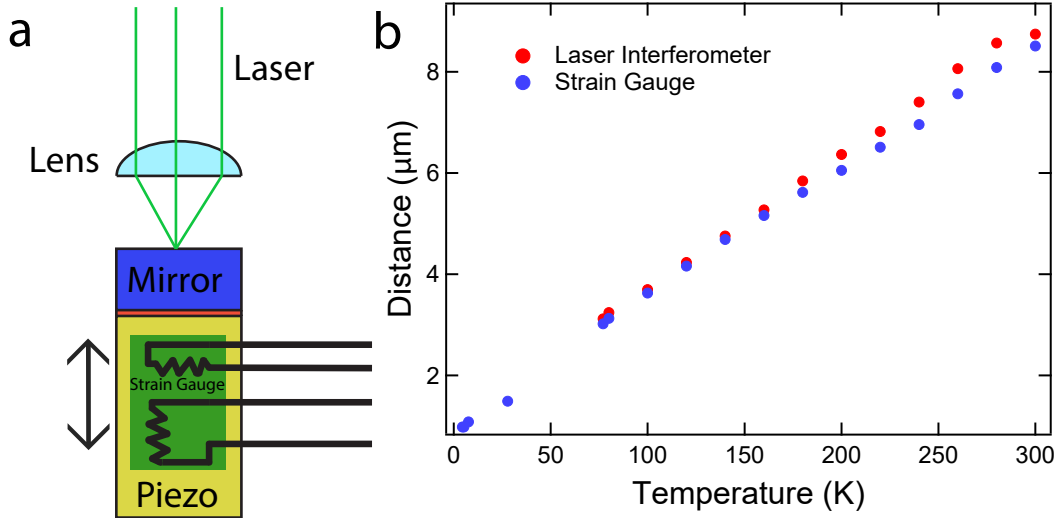 a
Laser
Lens
Mirror
Strain Gauge
Piezo
b
Laser Interferometer
Strain Gauge
Distance (µm)
8
6
4
2
0
50
100
150
200
250
300
Temperature (K)